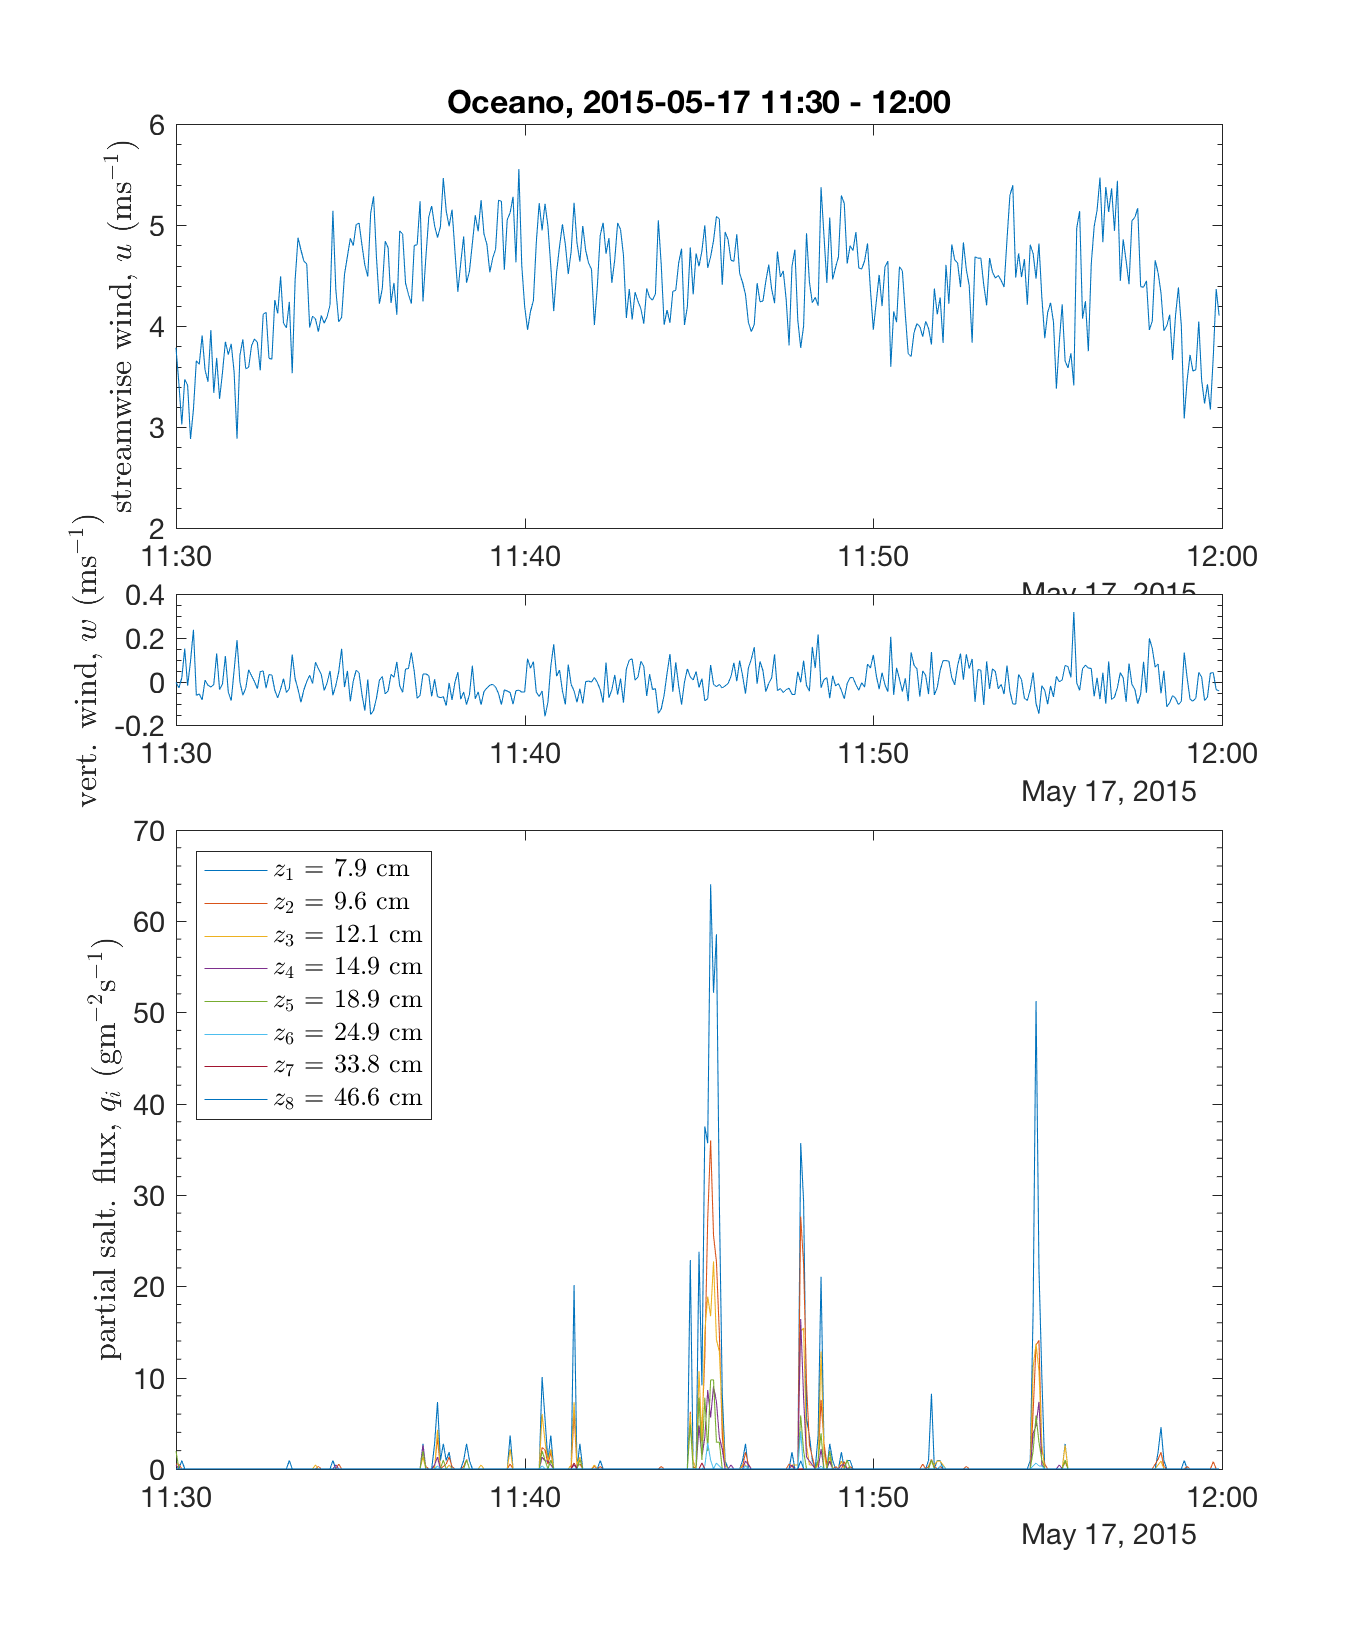 Oceano, 2015-05-17 11:30 - 12:00
streamwise wind, u (ms⁻¹)
6
5
4
3
2
11:30 11:40 11:50 12:00
May 17, 2015
vert. wind, w (ms⁻¹)
0.4
0.2
0
-0.2
11:30 11:40 11:50 12:00
May 17, 2015
partial salt. flux, qᵢ (gm⁻²s⁻¹)
70
60
50
40
30
20
10
0
z₁ = 7.9 cm
z₂ = 9.6 cm
z₃ = 12.1 cm
z₄ = 14.9 cm
z₅ = 18.9 cm
z₆ = 24.9 cm
z₇ = 33.8 cm
z₈ = 46.6 cm
11:30 11:40 11:50 12:00
May 17, 2015